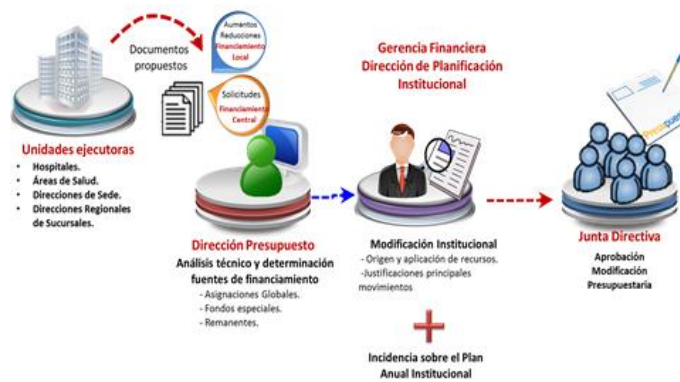 Documentos
propuestos
Aumentos
Reducciones
Financiamiento
Local
Solicitudes
Financiamiento
Central
Unidades ejecutoras
• Hospitales.
• Áreas de Salud.
• Direcciones de Sede.
• Direcciones Regionales
de Sucursales.
Dirección Presupuesto
Análisis técnico y determinación
fuentes de financiamiento
- Asignaciones Globales.
- Fondos especiales.
- Remanentes.
Gerencia Financiera
Dirección de Planificación
Institucional
Modificación Institucional
- Origen y aplicación de recursos.
-Justificaciones principales
movimientos
Incidencia sobre el Plan
Anual Institucional
Junta Directiva
Aprobación
Modificación
Presupuestaria